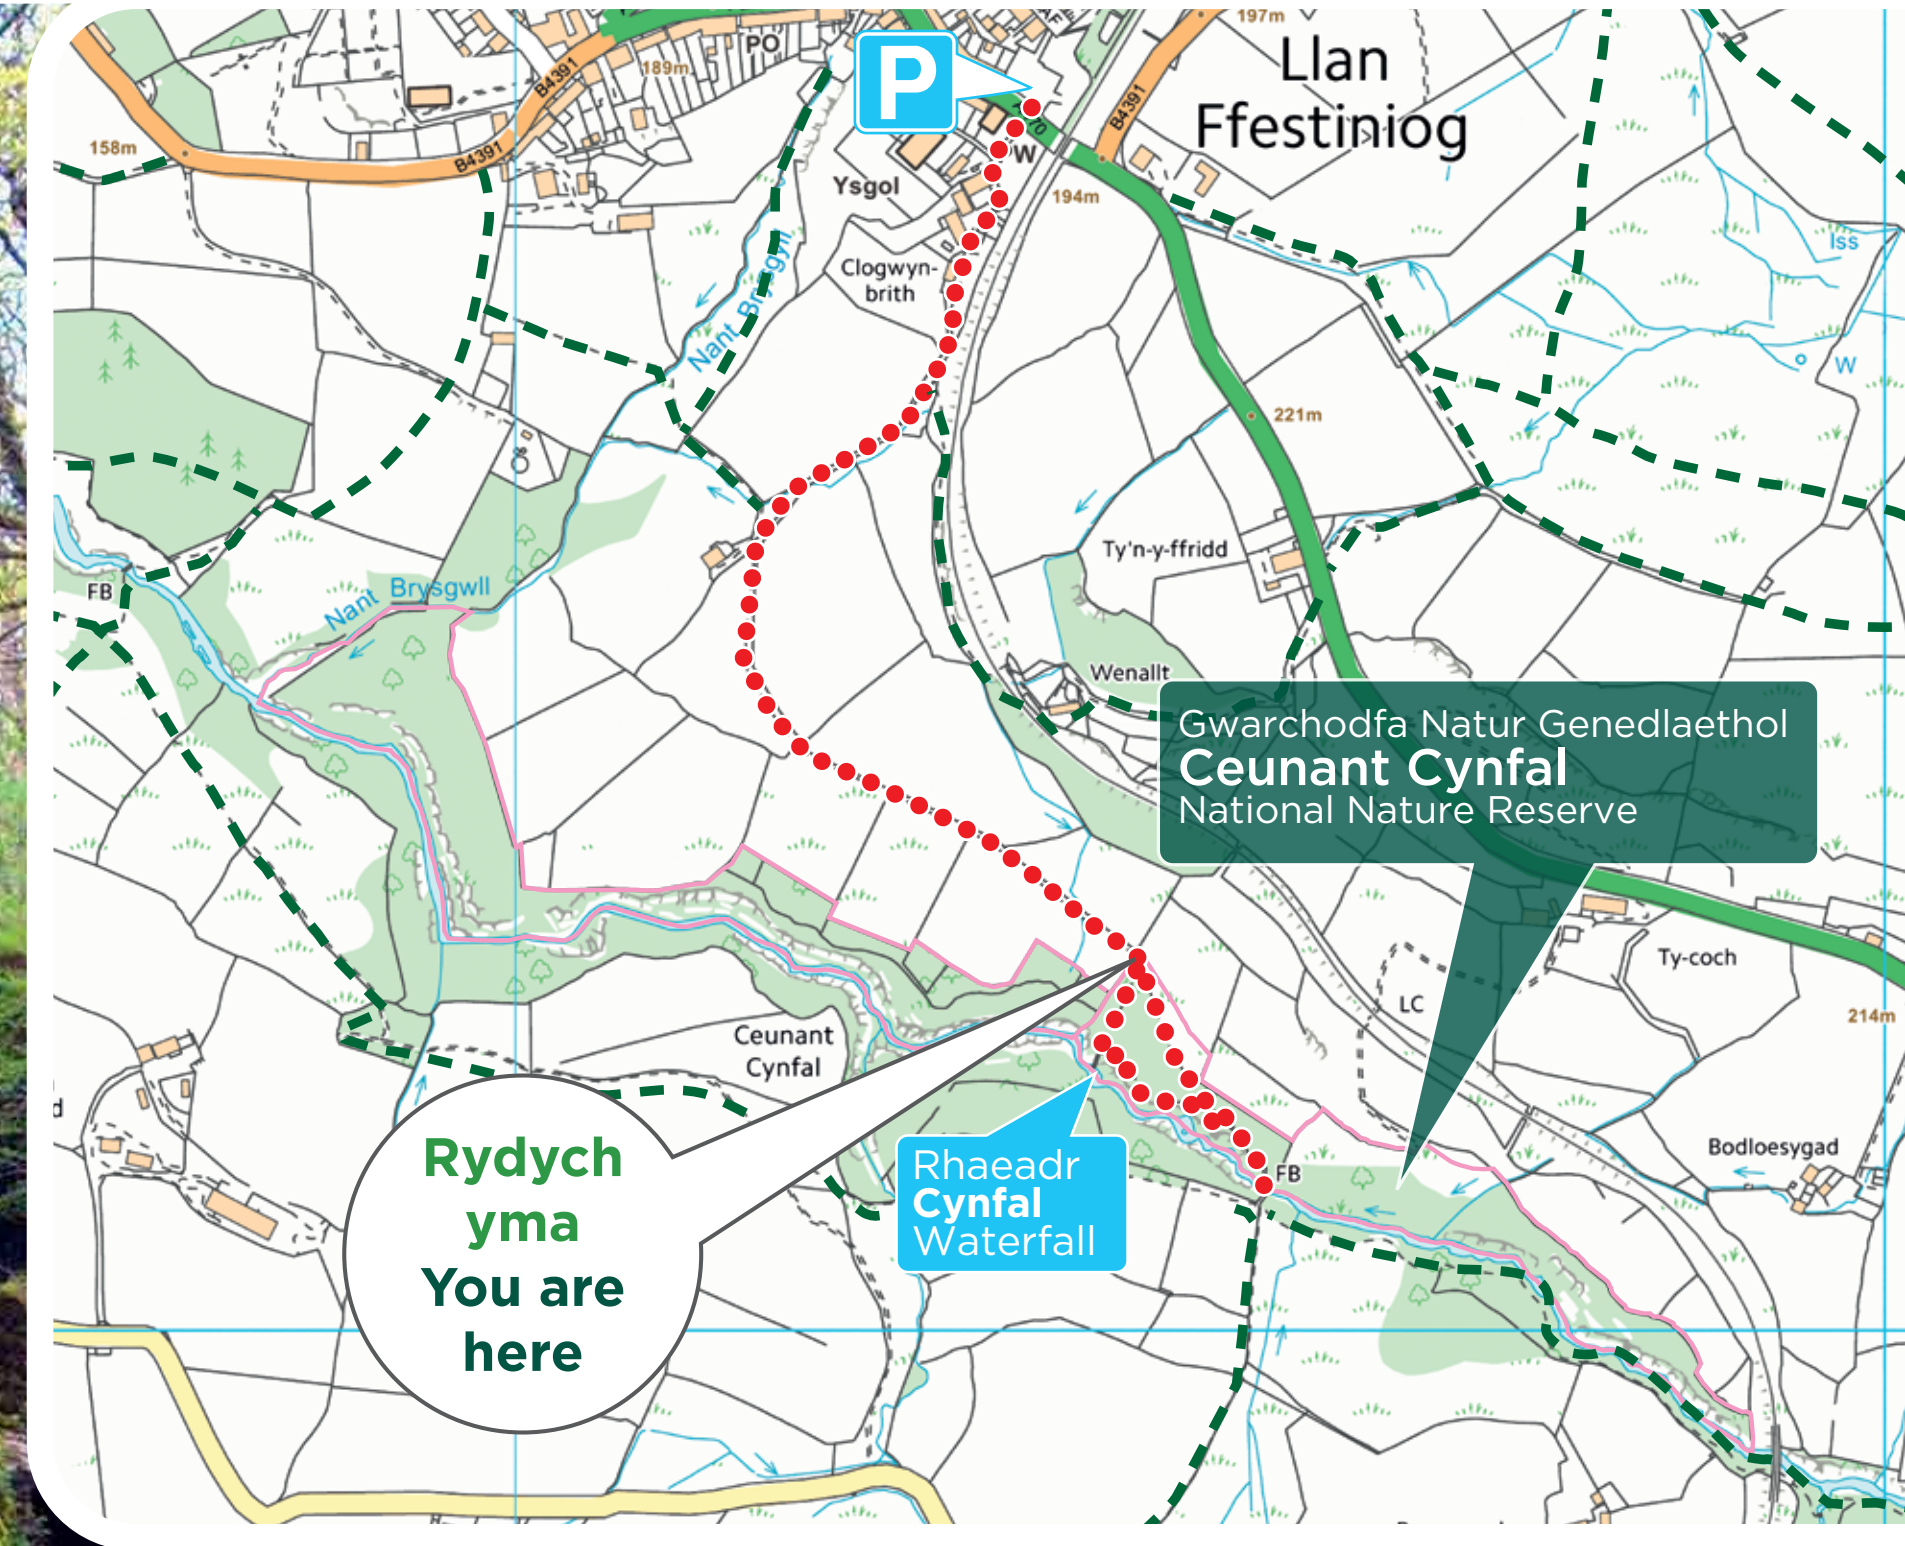 197m
Llan
Ffestiniog
PO
189m
B4391
P
B4391
158m
B4391
70
W
Ysgol
194m
Iss
Clogwyn-
brith
Nant Brysgyll
W
221m
Ty'n-y-ffridd
FB
Nant Brysgwll
Wenallt
Gwarchodfa Natur Genedlaethol
Ceunant Cynfal
National Nature Reserve
Ty-coch
LC
214m
Ceunant
Cynfal
d
Bodloesygad
Rydych
yma
You are
here
Rhaeadr
Cynfal
Waterfall
FB